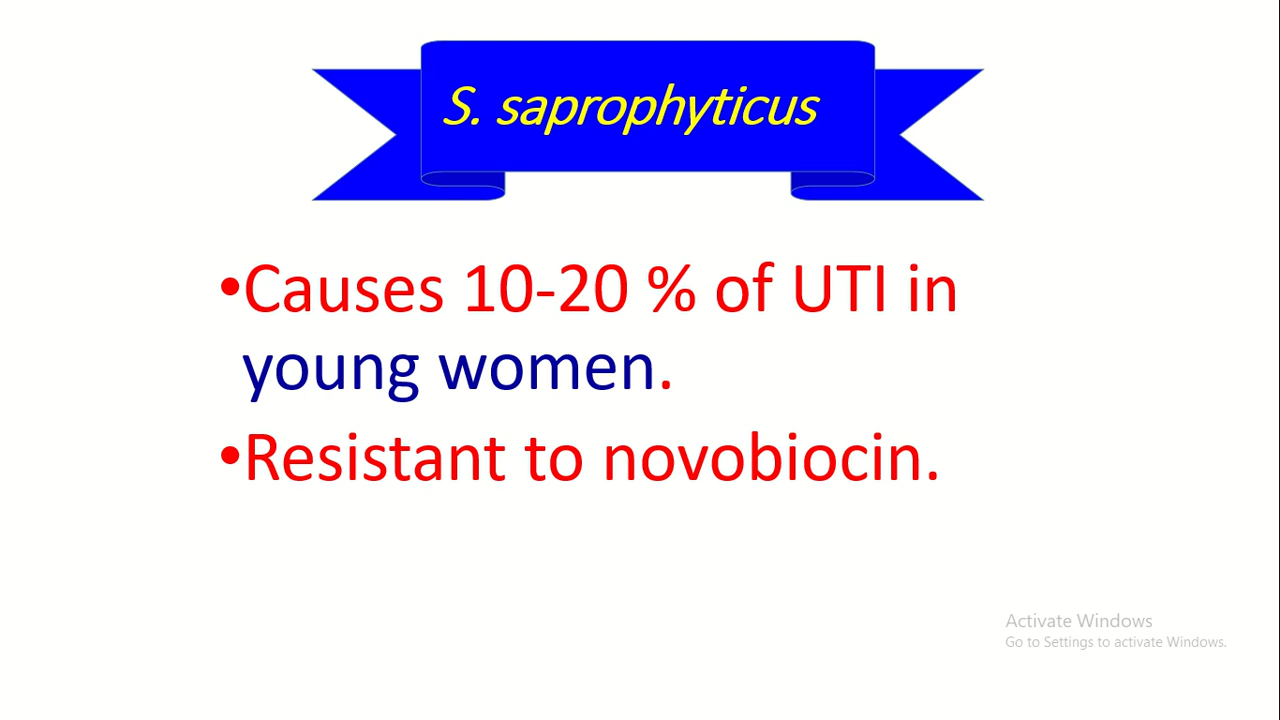 S. saprophyticus
•Causes 10-20 % of UTI in
young women.
•Resistant to novobiocin.
Activate Windows
Go to Settings to activate Windows.